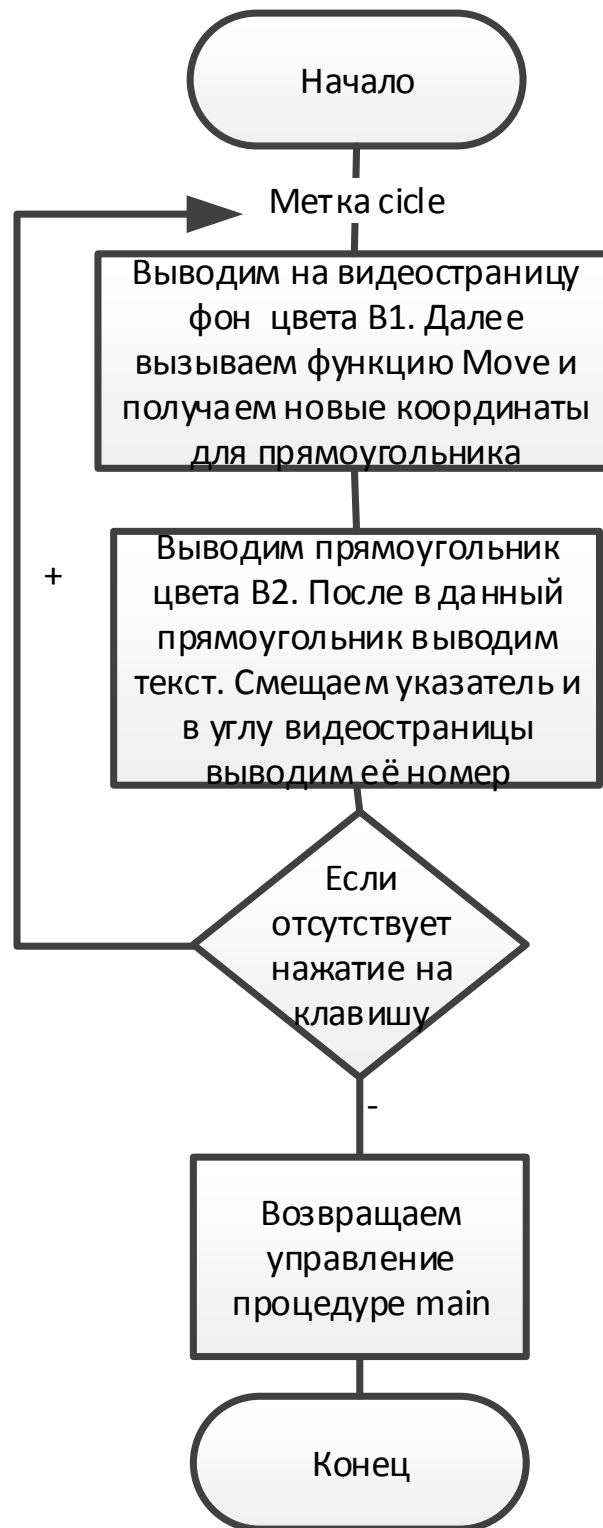 Начало
Метка cicle
Выводим на видеостраницу
фон цвета B1. Далее
вызываем функцию Move и
получаем новые координаты
для прямоугольника
+
Выводим прямоугольник
цвета B2. После в данный
прямоугольник выводим
текст. Смещаем указатель и
в углу видеостраницы
выводим её номер
Если
отсутствует
нажатие на
клавишу
-
Возвращаем
управление
процедуре main
Конец